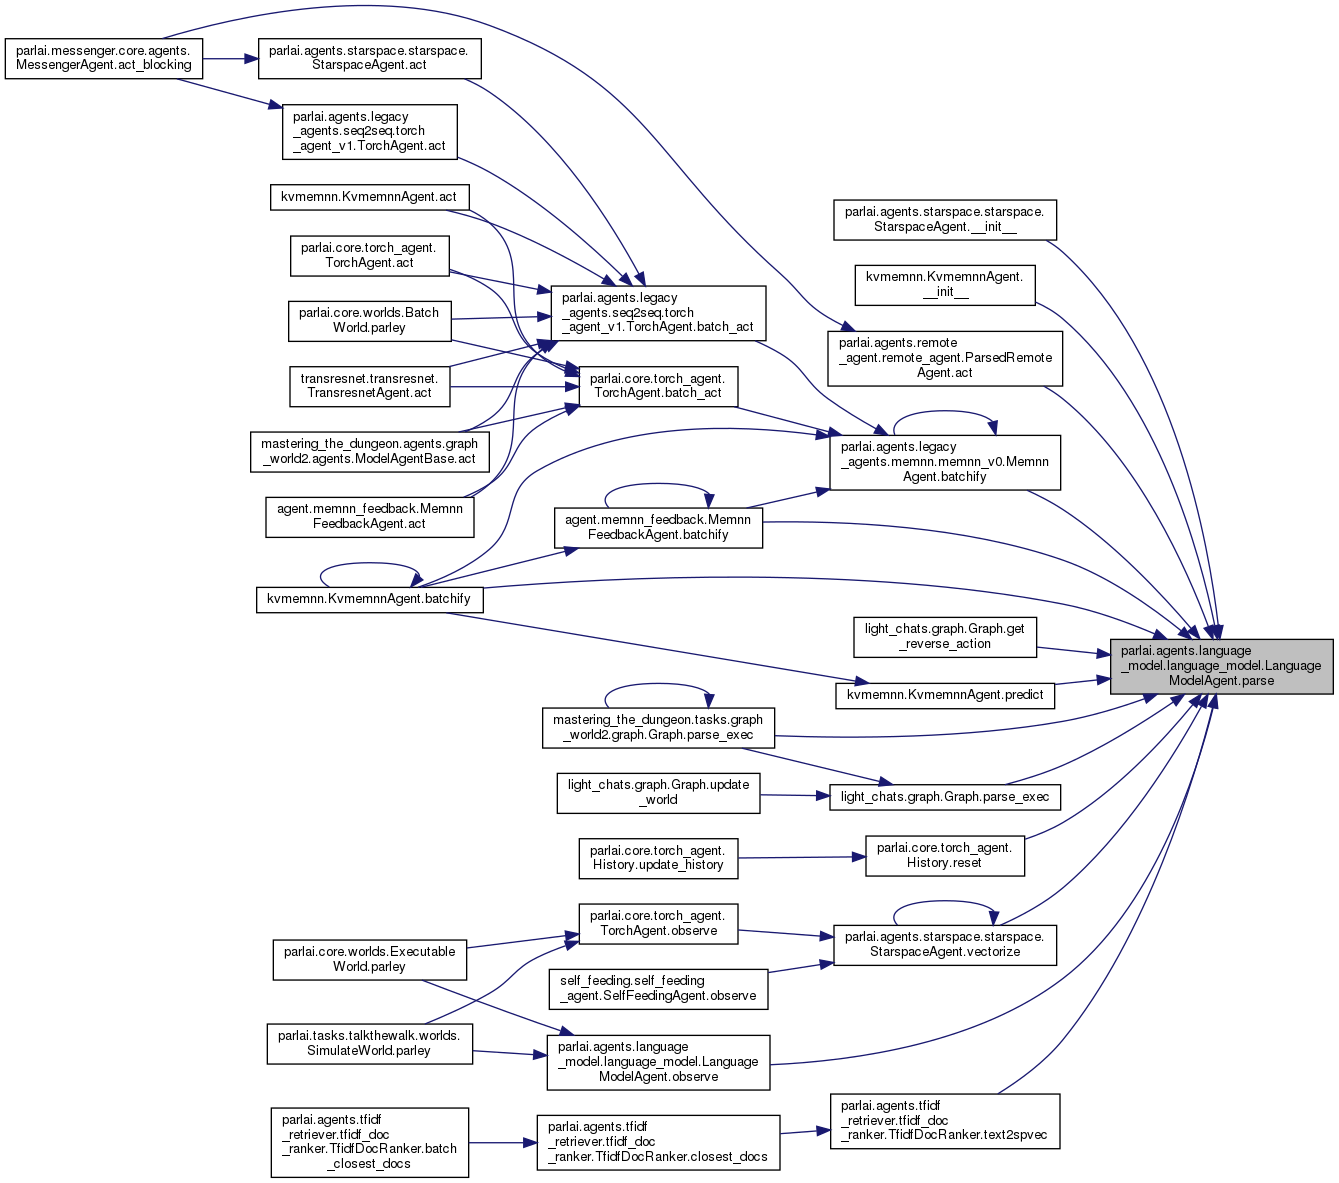 parlai.messenger.core.agents.
MessengerAgent.act_blocking
parlai.agents.starspace.starspace.
StarspaceAgent.act
parlai.agents.legacy
_agents.seq2seq.torch
_agent_v1.TorchAgent.act
kvmemnn.KvmemnnAgent.act
parlai.core.torch_agent.
TorchAgent.act
parlai.core.worlds.Batch
World.parley
transresnet.transresnet.
TransresnetAgent.act
mastering_the_dungeon.agents.graph
_world2.agents.ModelAgentBase.act
agent.memnn_feedback.Memnn
FeedbackAgent.act
kvmemnn.KvmemnnAgent.batchify
parlai.agents.legacy
_agents.seq2seq.torch
_agent_v1.TorchAgent.batch_act
parlai.core.torch_agent.
TorchAgent.batch_act
agent.memnn_feedback.Memnn
FeedbackAgent.batchify
parlai.agents.starspace.starspace.
StarspaceAgent.__init__
kvmemnn.KvmemnnAgent.
__init__
parlai.agents.remote
_agent.remote_agent.ParsedRemote
Agent.act
parlai.agents.legacy
_agents.memnn.memnn_v0.Memnn
Agent.batchify
light_chats.graph.Graph.get
_reverse_action
kvmemnn.KvmemnnAgent.predict
parlai.agents.language
_model.language_model.Language
ModelAgent.parse
mastering_the_dungeon.tasks.graph
_world2.graph.Graph.parse_exec
light_chats.graph.Graph.update
_world
light_chats.graph.Graph.parse_exec
parlai.core.torch_agent.
History.update_history
parlai.core.torch_agent.
History.reset
parlai.core.torch_agent.
TorchAgent.observe
parlai.agents.starspace.starspace.
StarspaceAgent.vectorize
parlai.core.worlds.Executable
World.parley
self_feeding.self_feeding
_agent.SelfFeedingAgent.observe
parlai.tasks.talkthewalk.worlds.
SimulateWorld.parley
parlai.agents.language
_model.language_model.Language
ModelAgent.observe
parlai.agents.tfidf
_retriever.tfidf_doc
_ranker.TfidfDocRanker.batch
_closest_docs
parlai.agents.tfidf
_retriever.tfidf_doc
_ranker.TfidfDocRanker.closest_docs
parlai.agents.tfidf
_retriever.tfidf_doc
_ranker.TfidfDocRanker.text2spvec